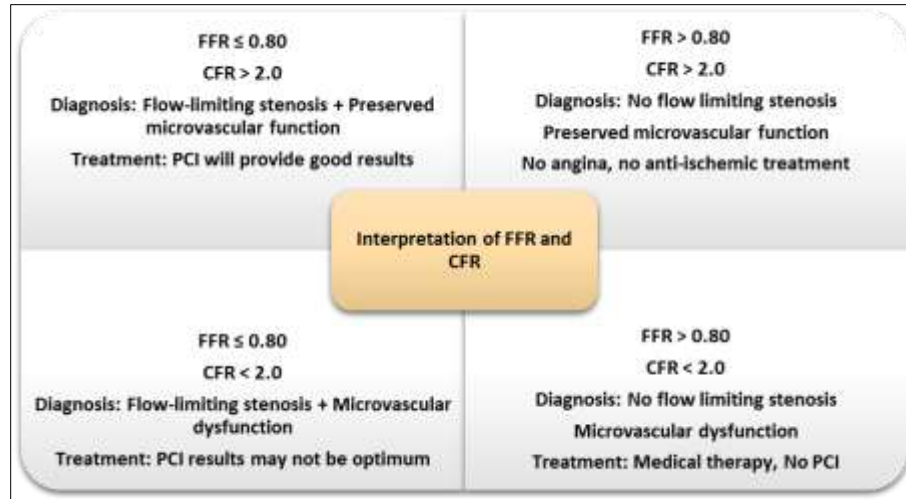 FFR ≤ 0.80
CFR > 2.0
Diagnosis: Flow-limiting stenosis + Preserved
microvascular function
Treatment: PCI will provide good results
FFR > 0.80
CFR > 2.0
Diagnosis: No flow limiting stenosis
Preserved microvascular function
No angina, no anti-ischemic treatment
Interpretation of FFR and
CFR
FFR ≤ 0.80
CFR < 2.0
Diagnosis: Flow-limiting stenosis + Microvascular
dysfunction
Treatment: PCI results may not be optimum
FFR > 0.80
CFR < 2.0
Diagnosis: No flow limiting stenosis
Microvascular dysfunction
Treatment: Medical therapy, No PCI